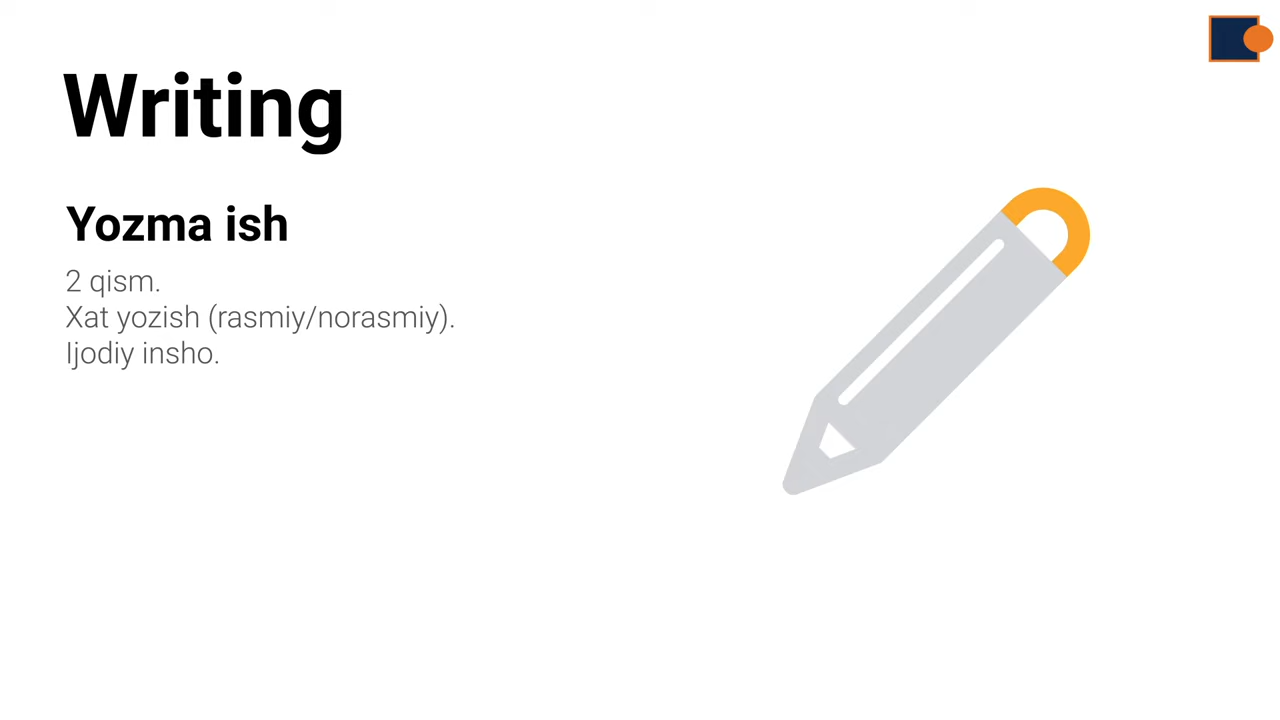 Writing
Yozma ish
2 qism.
Xat yozish (rasmiy/norasmiy).
Ijodiy insho.